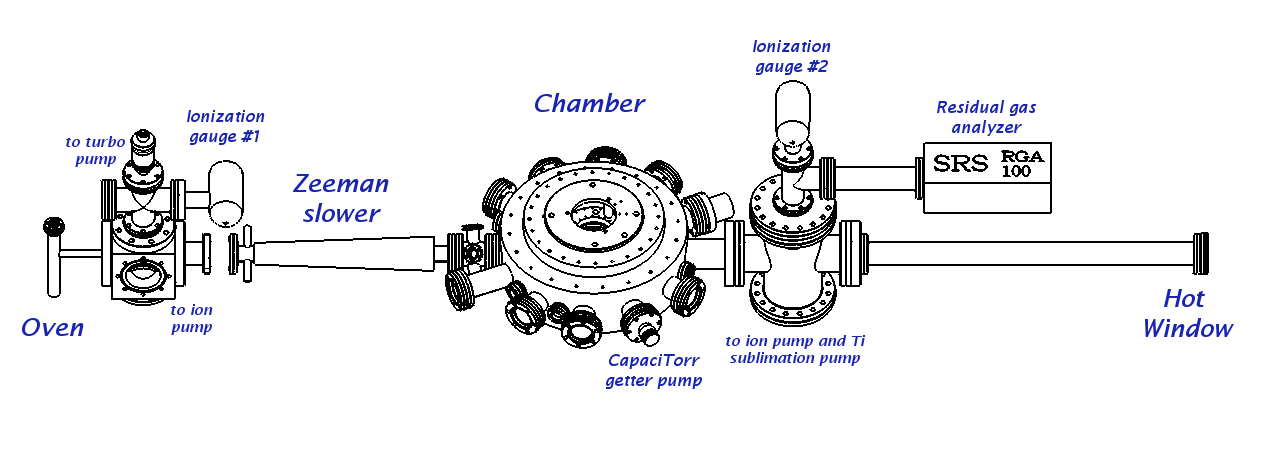 Ionization
gauge #2
Chamber
Residual gas
analyzer
Ionization
gauge #1
to turbo
pump
SRS RGA
100
Zeeman
slower
Oven
to ion
pump
Hot
Window
to ion pump and Ti
sublimation pump
CapaciTorr
getter pump